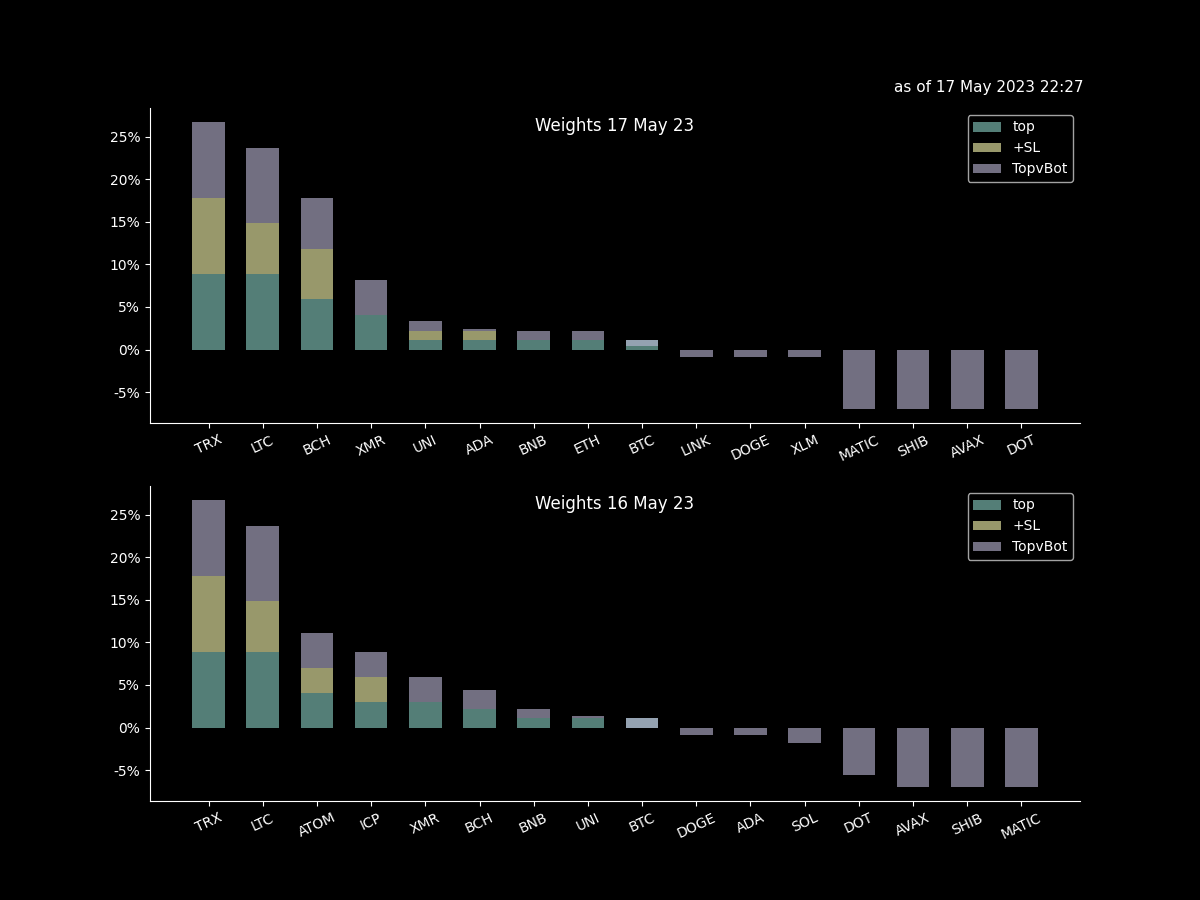 as of 17 May 2023 22:27
Weights 17 May 23
top
+SL
TopvBot
25%
20%
15%
10%
5%
0%
-5%
TRX LTC BCH XMR UNI ADA BNB ETH BTC LINK DOGE XLM MATIC SHIB AVAX DOT
Weights 16 May 23
top
+SL
TopvBot
25%
20%
15%
10%
5%
0%
-5%
TRX LTC ATOM ICP XMR BCH BNB UNI BTC DOGE ADA SOL DOT AVAX SHIB MATIC